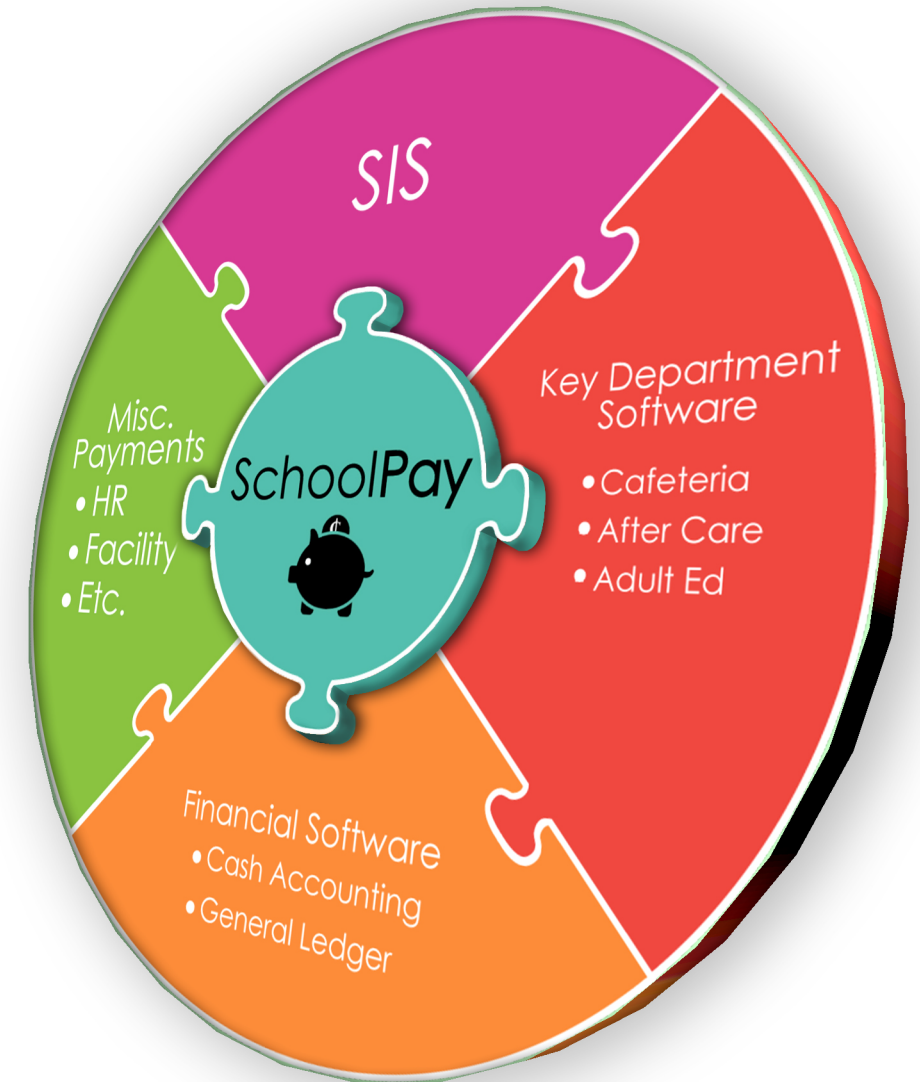 SIS
Key Department
Software
•Cafeteria
•After Care
•Adult Ed
Misc.
Payments
•HR
•Facility
•Etc.
SchoolPay
¢
Financial Software
•Cash Accounting
•General Ledger